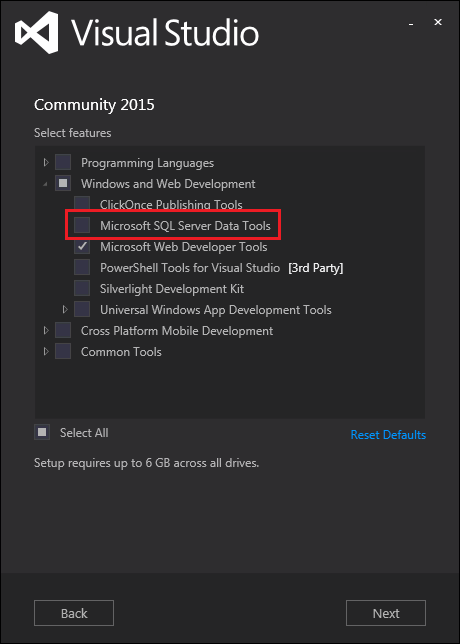 Visual Studio
Community 2015
Select features
Programming Languages
Windows and Web Development
ClickOnce Publishing Tools
Microsoft SQL Server Data Tools
Microsoft Web Developer Tools
PowerShell Tools for Visual Studio [3rd Party]
Silverlight Development Kit
Universal Windows App Development Tools
Cross Platform Mobile Development
Common Tools
Select All
Reset Defaults
Setup requires up to 6 GB across all drives.
Back
Next